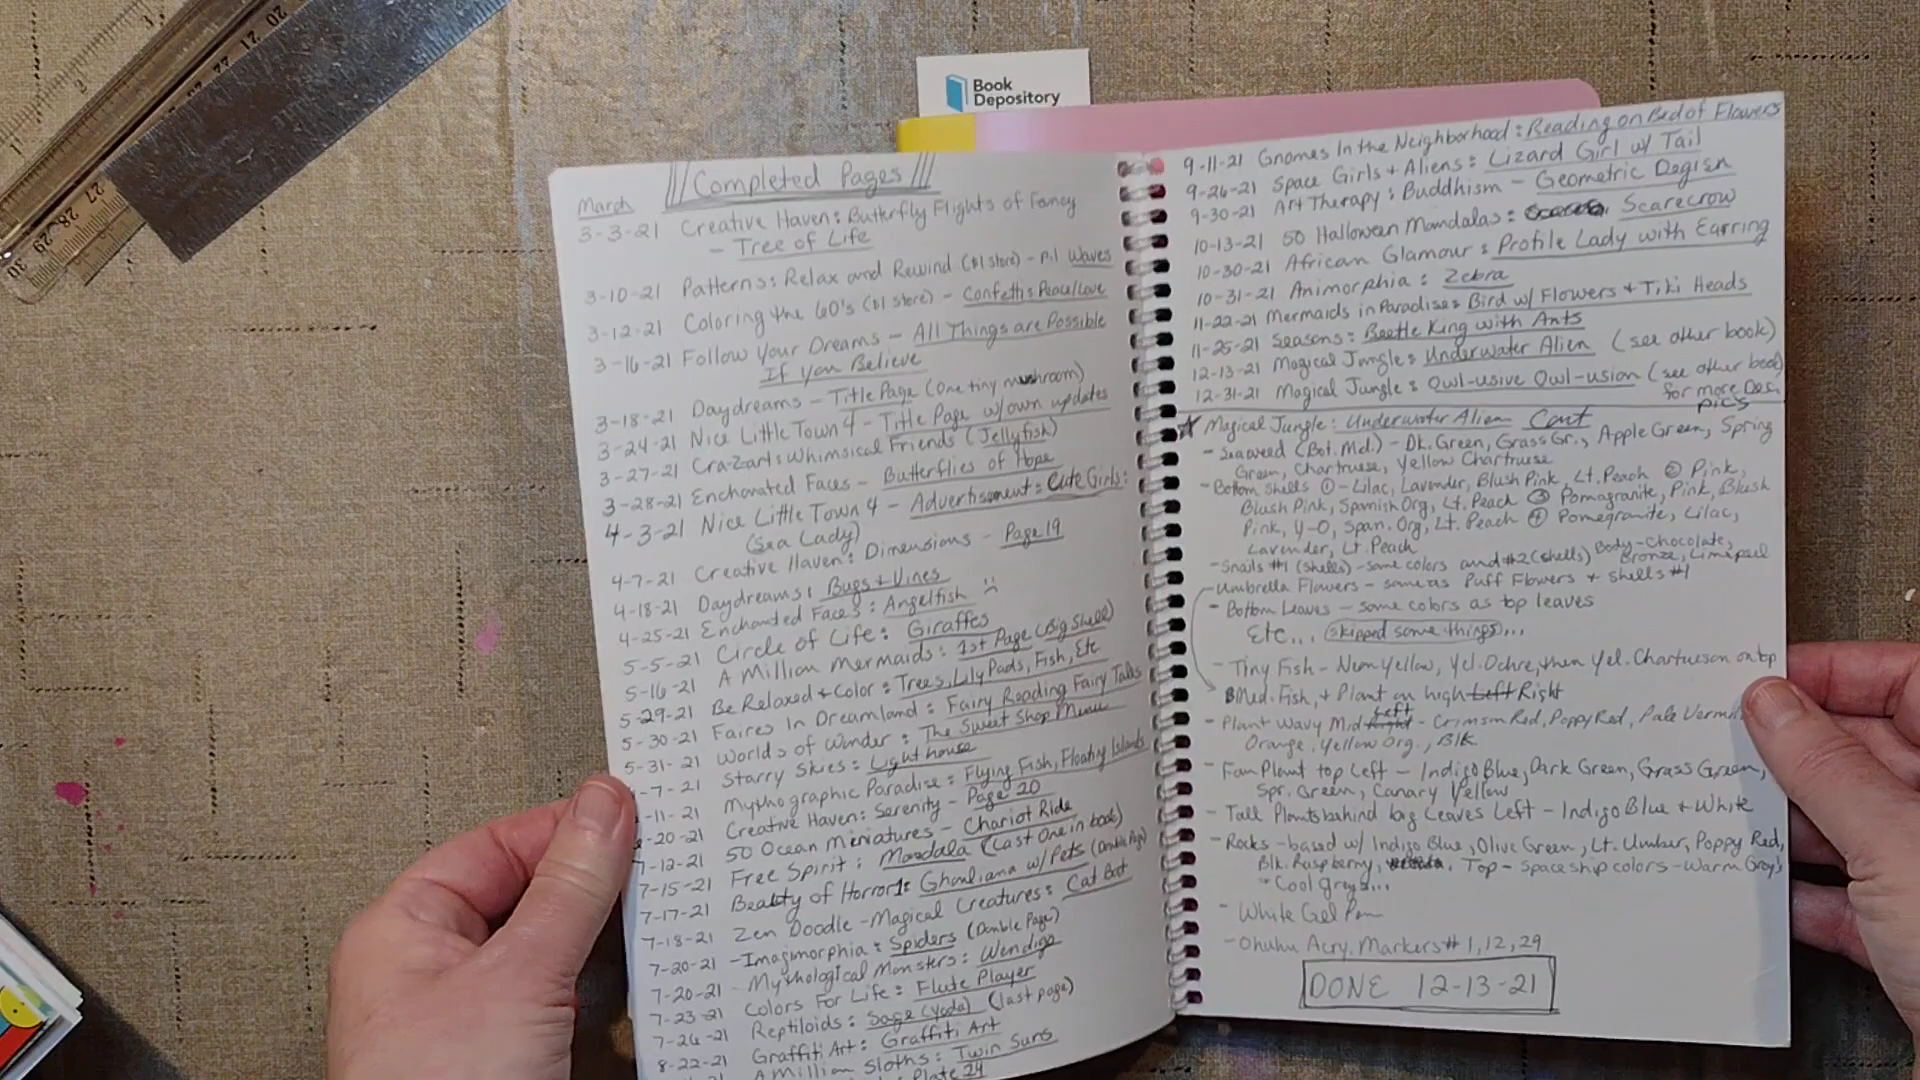 Book
Depository
Completed Pages
March
3-3-21 Creative Haven: Butterfly Flights of Fancy
- Tree of Life
3-10-21 Patterns: Relax and Rewind ($1 store) - p.1 Waves
3-12-21 Coloring the 60's ($1 store) - Confetti: Peace/Love
3-16-21 Follow Your Dreams - All Things are Possible
If You Believe
3-18-21 Daydreams - Title Page (One tiny mushroom)
3-24-21 Nice Little Town 4 - Title Page w/own updates
3-27-21 Cra-Z-art: Whimsical Friends (Jellyfish)
3-28-21 Enchanted Faces - Butterflies of Hope
4-3-21 Nice Little Town 4 - Advertisement: Cute Girls:
(Sea Lady)
4-7-21 Creative Haven: Dimensions - Page 19
4-18-21 Daydreams: Bugs + Vines
4-25-21 Enchanted Faces: Angelfish
5-5-21 Circle of Life: Giraffes
5-16-21 A Million Mermaids: 1st Page (Big Shell)
5-29-21 Be Relaxed + Color: Trees, Lily Pads, Fish, Etc
5-30-21 Faires In Dreamland: Fairy Reading Fairy Tales
5-31-21 Worlds of Wonder: The Sweet Shop Menu
-7-21 Starry Skies: Light house
-11-21 Mythographic Paradise: Flying Fish, Floating Islands
-20-21 Creative Haven: Serenity - Page 20
7-12-21 50 Ocean Miniatures - Chariot Ride
7-15-21 Free Spirit: Mandala (Last One in book)
7-17-21 Beauty of Horror 1: Ghouliana w/ Pets (Double Page)
7-18-21 Zen Doodle - Magical Creatures: Cat Bat
7-20-21 - Imagimorphia: Spiders (Double Page)
7-20-21 - Mythological Monsters: Wendigo
7-23-21 Colors For Life: Flute Player
7-26-21 Reptiloids: Sage (Yoda) (last page)
8-22-21 Graffiti Art: Graffiti Art
A Million Sloths: Twin Suns
Plate 24
9-11-21 Gnomes In the Neighborhood: Reading on Bed of Flowers
9-26-21 Space Girls + Aliens: Lizard Girl w/ Tail
9-30-21 Art Therapy: Buddhism - Geometric Degisn
10-13-21 50 Halloween Mandalas: Scarecrow
10-30-21 African Glamour: Profile Lady with Earring
10-31-21 Animorphia: Zebra
11-22-21 Mermaids in Paradise: Bird w/ Flowers + Tiki Heads
11-25-21 Seasons: Beetle King with Ants
12-13-21 Magical Jungle: Underwater Alien (see other book)
12-31-21 Magical Jungle: Owl-usive Owl-usion (see other book
for more Des.
pics
Magical Jungle: Underwater Alien Cont
- Seaweed (Bot. Mid.) - Dk. Green, Grass Gr., Apple Green, Spring
Green, Chartruese, Yellow Chartruese
- Bottom Shells ① - Lilac, Lavender, Blush Pink, Lt. Peach ② Pink,
Blush Pink, Spanish Org, Lt. Peach ③ Pomagranite, Pink, Blush
Pink, Y-O, Span. Org, Lt. Peach ④ Pomegranite, Lilac,
Lavender, Lt. Peach
- Snails #1 (shells) - same colors and #2 (shells) Body - Chocolate,
Bronze, Limepeel
- Umbrella Flowers - same as Puff Flowers + shells #1
- Bottom Leaves - same colors as top leaves
Etc... (skipped some things)...
- Tiny Fish - Neon Yellow, Yel. Ochre, then Yel. Chartuese on top
Med. Fish, + Plant on high Left Right
- Plant Wavy Mid Right Left - Crimson Red, Poppy Red, Pale Vermil
Orange, Yellow Org., Blk.
- Fan Plant top Left - Indigo Blue, Dark Green, Grass Green,
Spr. Green, Canary Yellow
- Tall Plants behind big Leaves Left - Indigo Blue + White
- Rocks - based w/ Indigo Blue, Olive Green, Lt. Umber, Poppy Red,
Blk. Raspberry, Top - Spaceship colors - Warm Grey's
- Cool greys...
- White Gel Pen
- Ohuhu Acry. Markers # 1, 12, 29
DONE 12-13-21